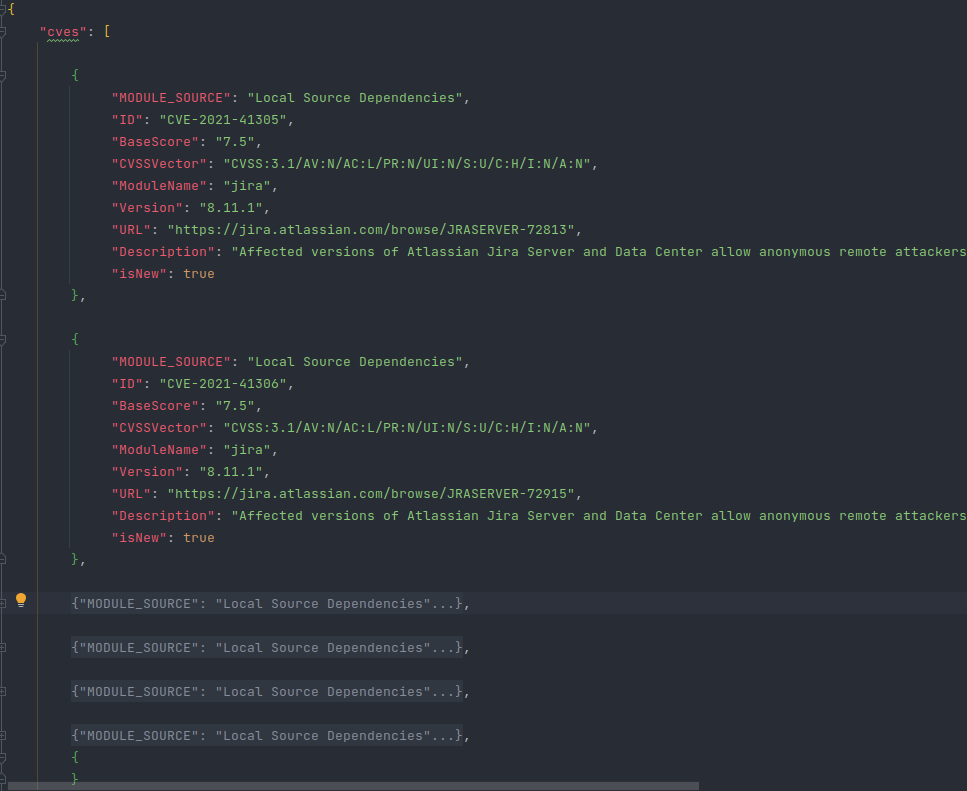 {
"cves": [
{
"MODULE_SOURCE": "Local Source Dependencies",
"ID": "CVE-2021-41305",
"BaseScore": "7.5",
"CVSSVector": "CVSS:3.1/AV:N/AC:L/PR:N/UI:N/S:U/C:H/I:N/A:N",
"ModuleName": "jira",
"Version": "8.11.1",
"URL": "https://jira.atlassian.com/browse/JRASERVER-72813",
"Description": "Affected versions of Atlassian Jira Server and Data Center allow anonymous remote attackers
"isNew": true
},
{
"MODULE_SOURCE": "Local Source Dependencies",
"ID": "CVE-2021-41306",
"BaseScore": "7.5",
"CVSSVector": "CVSS:3.1/AV:N/AC:L/PR:N/UI:N/S:U/C:H/I:N/A:N",
"ModuleName": "jira",
"Version": "8.11.1",
"URL": "https://jira.atlassian.com/browse/JRASERVER-72915",
"Description": "Affected versions of Atlassian Jira Server and Data Center allow anonymous remote attackers
"isNew": true
},
{"MODULE_SOURCE": "Local Source Dependencies"...},
{"MODULE_SOURCE": "Local Source Dependencies"...},
{"MODULE_SOURCE": "Local Source Dependencies"...},
{"MODULE_SOURCE": "Local Source Dependencies"...},
{
}